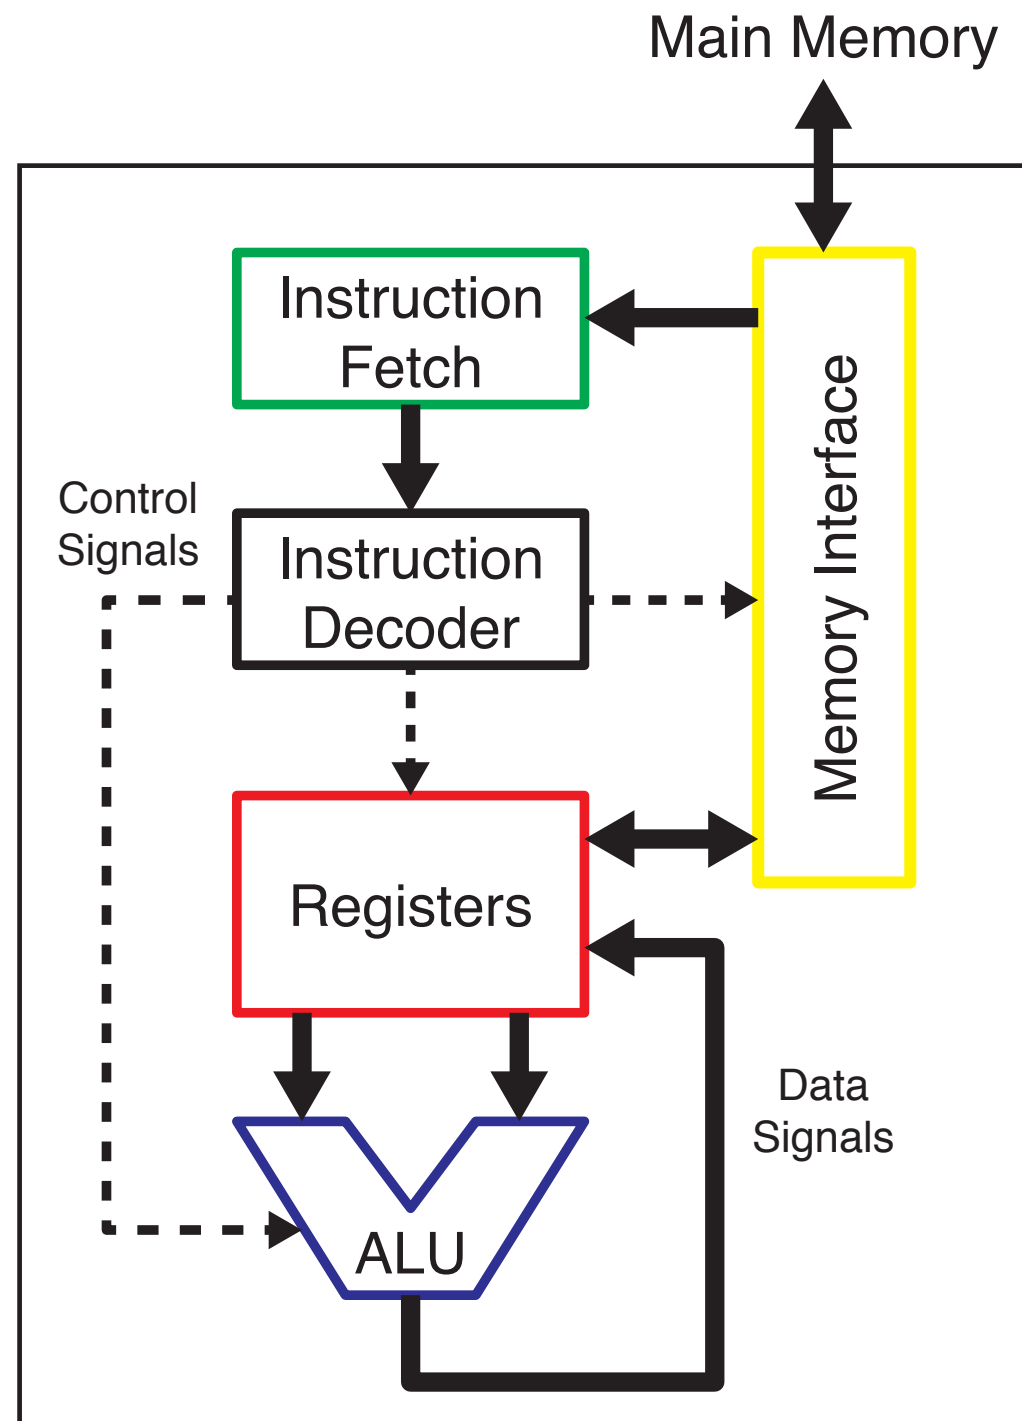 Main Memory
Instruction
Fetch
Control
Signals
Instruction
Decoder
Memory Interface
Registers
Data
Signals
ALU